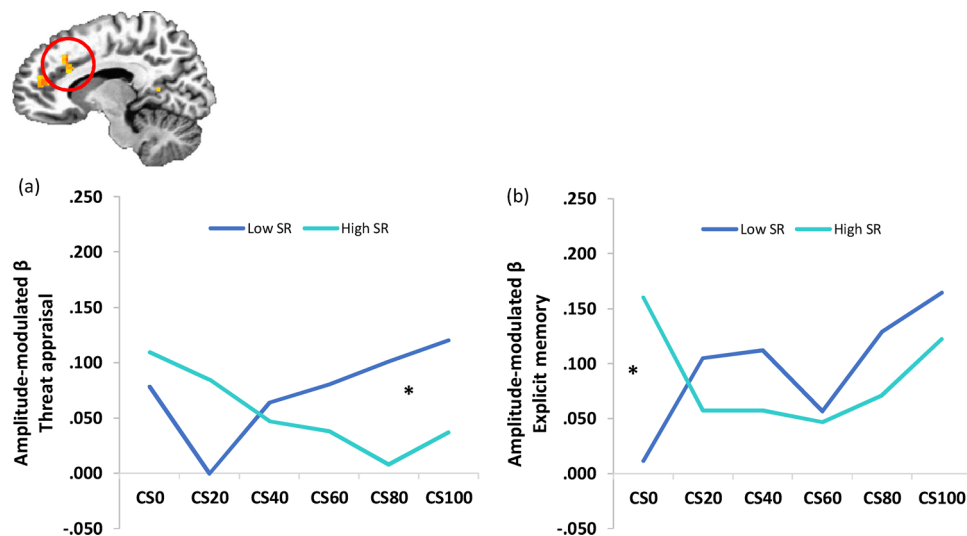 (a)
.250
.200
.150
.100
.050
.000
-.050
Amplitude-modulated β
Threat appraisal
Low SR High SR
*
CS0 CS20 CS40 CS60 CS80 CS100
(b)
.250
.200
.150
.100
.050
.000
-.050
Amplitude-modulated β
Explicit memory
Low SR High SR
*
CS0 CS20 CS40 CS60 CS80 CS100